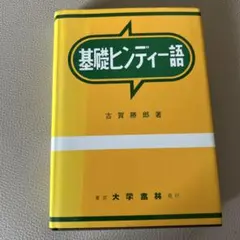 基礎ヒンディー語
古賀勝郎著
東京 大学書林 発行